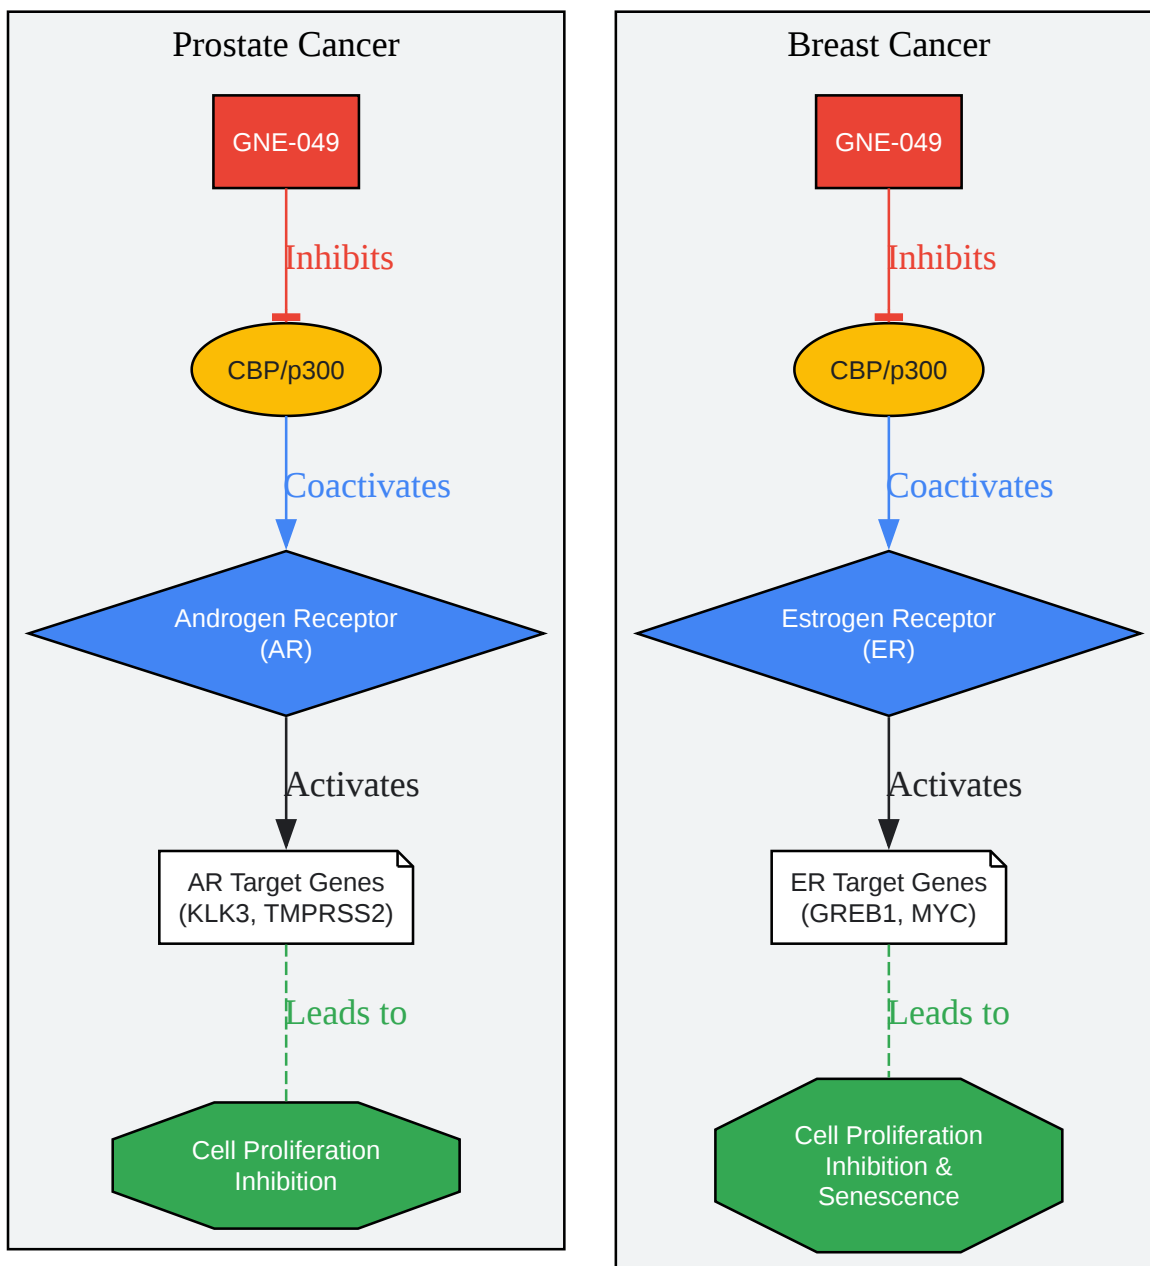 Prostate Cancer
GNE-049
Inhibits
CBP/p300
Coactivates
Androgen Receptor
(AR)
Activates
AR Target Genes
(KLK3, TMPRSS2)
Leads to
Cell Proliferation
Inhibition
Breast Cancer
GNE-049
Inhibits
CBP/p300
Coactivates
Estrogen Receptor
(ER)
Activates
ER Target Genes
(GREB1, MYC)
Leads to
Cell Proliferation
Inhibition &
Senescence